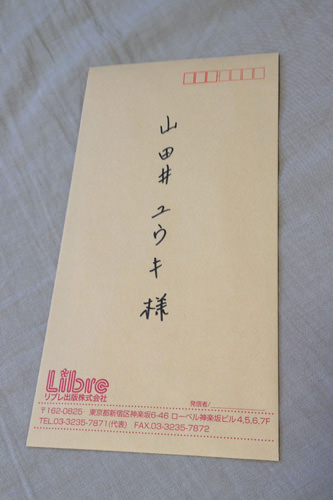 山田井ユウキ様
Libre
リブレ出版株式会社
発信者/
〒162-0825 東京都新宿区神楽坂6-46 ローベル神楽坂ビル4,5,6,7F
TEL.03-3235-7871(代表) FAX.03-3235-7872